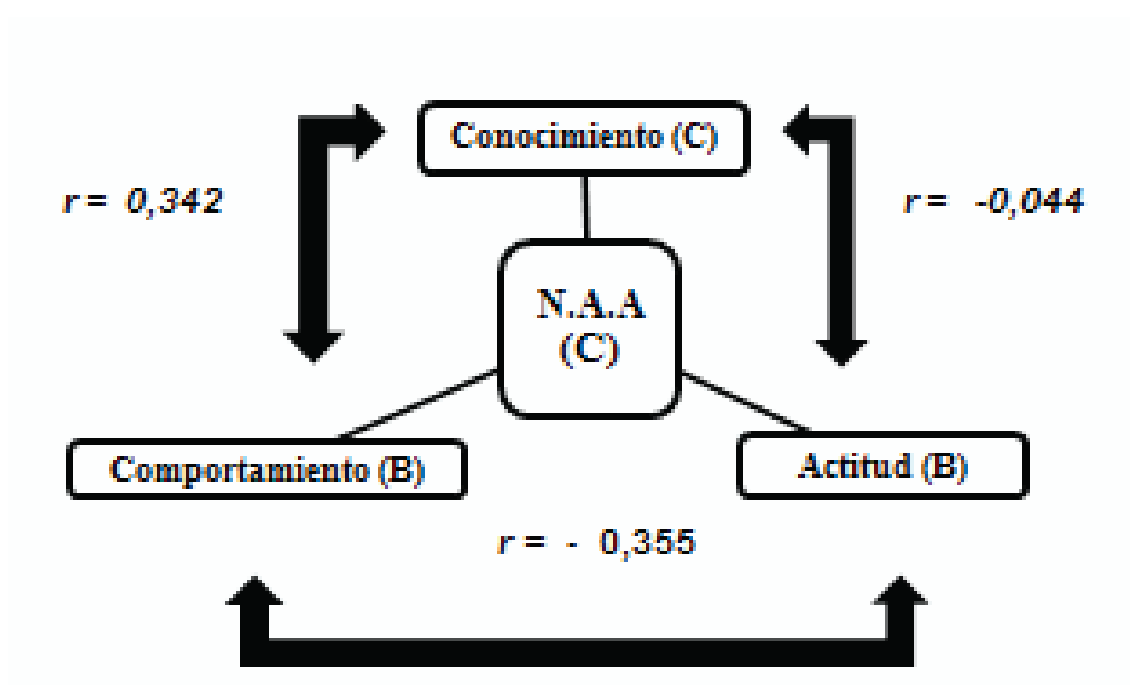 Conocimiento (C)
r = 0,342
r = -0,044
N.A.A
(C)
Comportamiento (B)
Actitud (B)
r = - 0,355